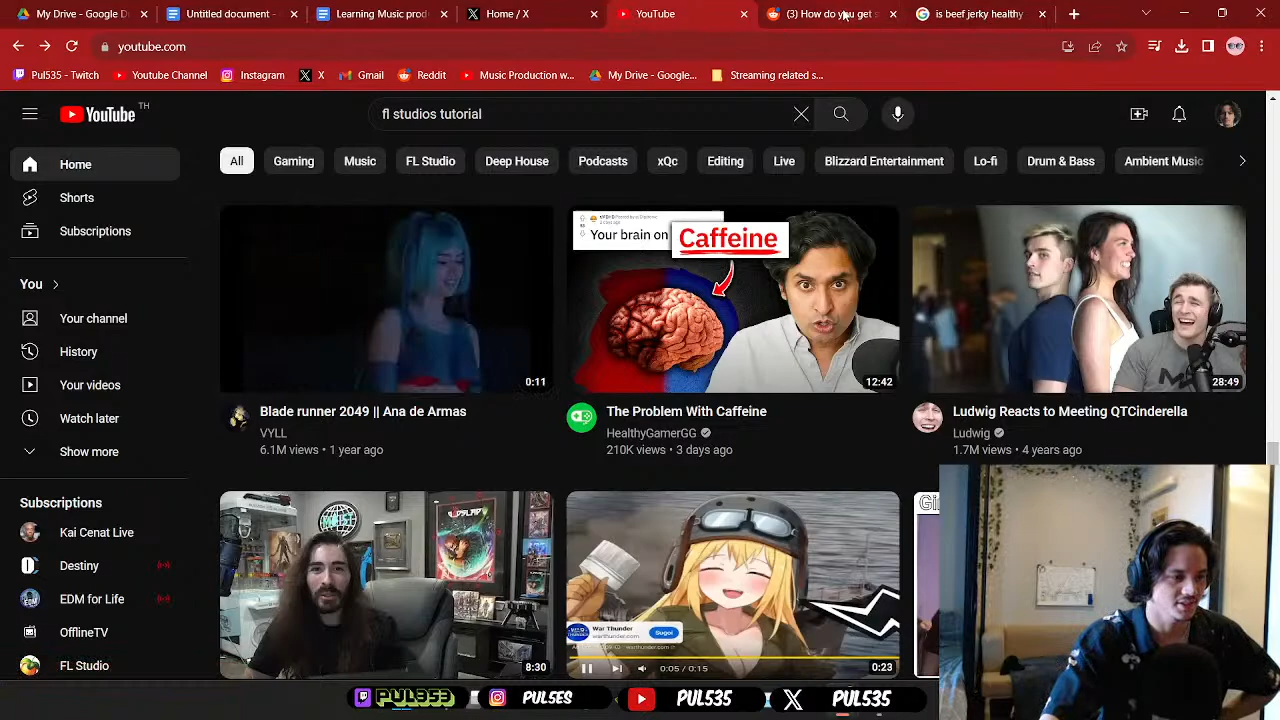 My Drive - Google D
Untitled document -
Learning Music prod
Home / X
YouTube
(3) How do you get s
is beef jerky healthy
youtube.com
Pul535 - Twitch
Youtube Channel
Instagram
X
Gmail
Reddit
Music Production w...
My Drive - Google...
Streaming related s...
YouTube TH
fl studios tutorial
Home
Shorts
Subscriptions
You
Your channel
History
Your videos
Watch later
Show more
Subscriptions
Kai Cenat Live
Destiny
EDM for Life
OfflineTV
FL Studio
All
Gaming
Music
FL Studio
Deep House
Podcasts
xQc
Editing
Live
Blizzard Entertainment
Lo-fi
Drum & Bass
Ambient Music
0:11
Blade runner 2049 || Ana de Armas
VYLL
6.1M views • 1 year ago
Your brain on
Caffeine
12:42
The Problem With Caffeine
HealthyGamerGG
210K views • 3 days ago
28:49
Ludwig Reacts to Meeting QTCinderella
Ludwig
1.7M views • 4 years ago
8:30
War Thunder
warthunder.com
Sugoi
0:05 / 0:15
0:23
PUL353
PUL5ES
PUL535
PUL535